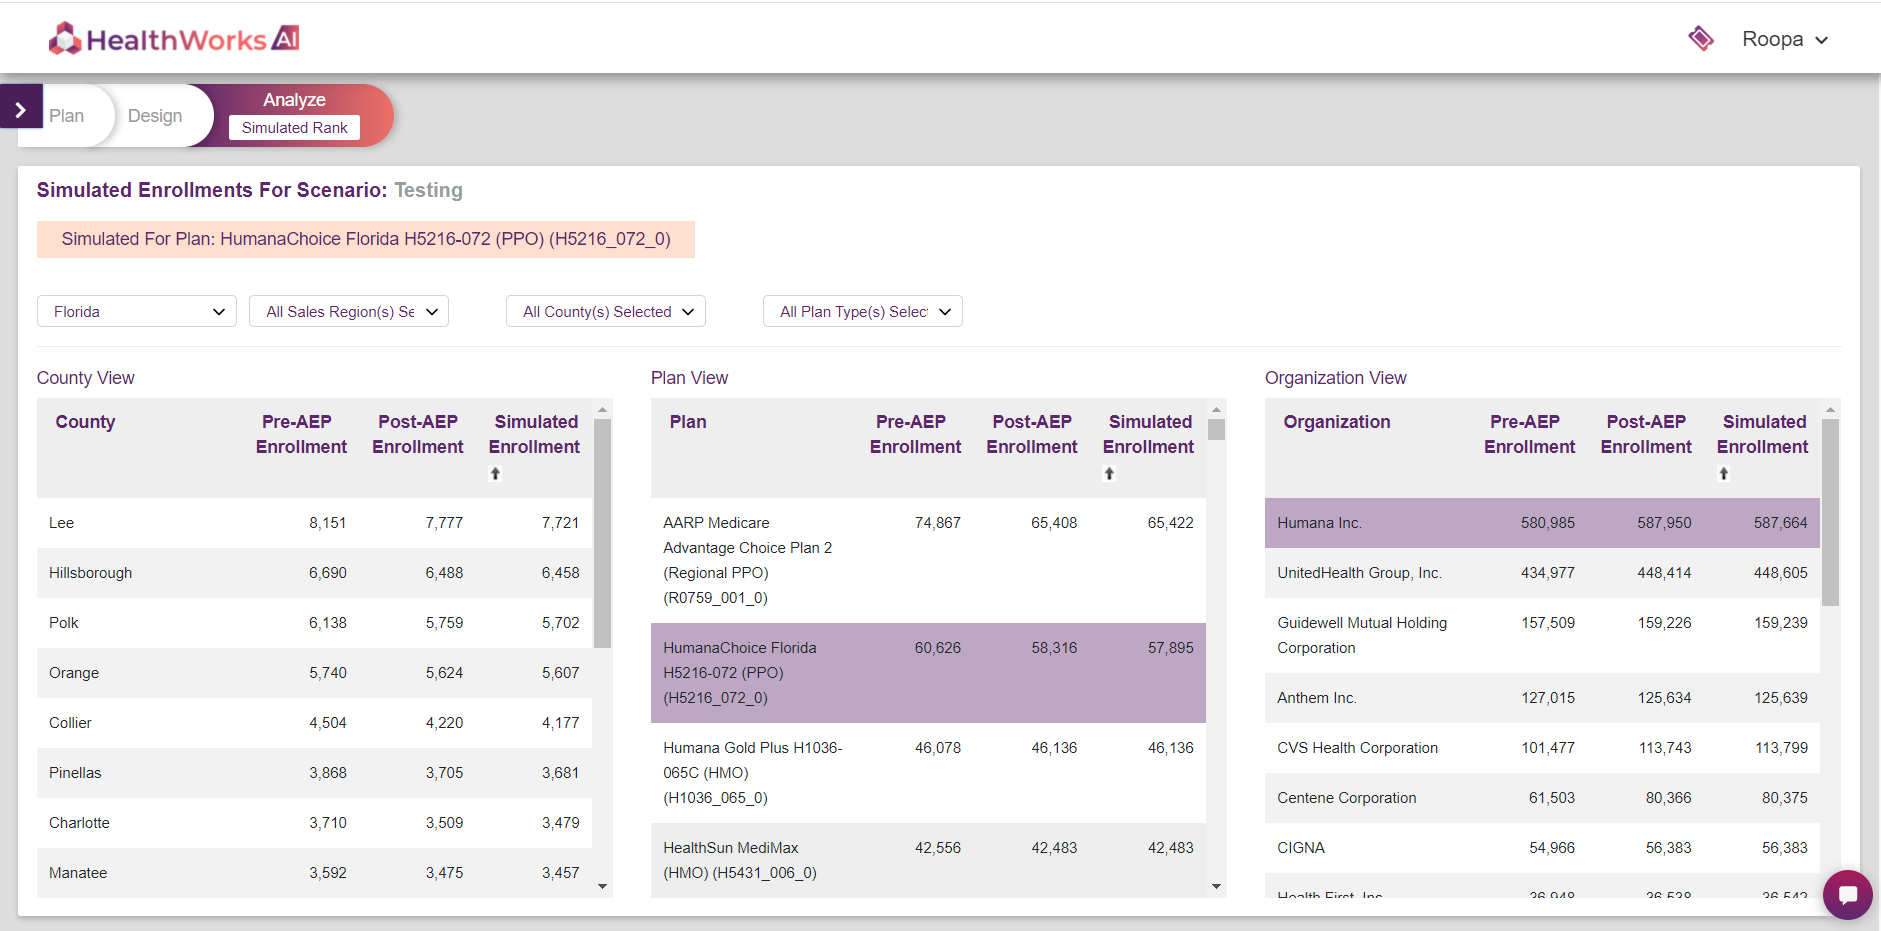 HealthWorksAI
Roopa
Plan
Design
Analyze
Simulated Rank
Simulated Enrollments For Scenario: Testing
Simulated For Plan: HumanaChoice Florida H5216-072 (PPO) (H5216_072_0)
Florida
All Sales Region(s) Se
All County(s) Selected
All Plan Type(s) Select
County View
County Pre-AEP Enrollment Post-AEP Enrollment Simulated Enrollment
Lee 8,151 7,777 7,721
Hillsborough 6,690 6,488 6,458
Polk 6,138 5,759 5,702
Orange 5,740 5,624 5,607
Collier 4,504 4,220 4,177
Pinellas 3,868 3,705 3,681
Charlotte 3,710 3,509 3,479
Manatee 3,592 3,475 3,457
Plan View
Plan Pre-AEP Enrollment Post-AEP Enrollment Simulated Enrollment
AARP Medicare 74,867 65,408 65,422
Advantage Choice Plan 2
(Regional PPO)
(R0759_001_0)
HumanaChoice Florida 60,626 58,316 57,895
H5216-072 (PPO)
(H5216_072_0)
Humana Gold Plus H1036- 46,078 46,136 46,136
065C (HMO)
(H1036_065_0)
HealthSun MediMax 42,556 42,483 42,483
(HMO) (H5431_006_0)
Organization View
Organization Pre-AEP Enrollment Post-AEP Enrollment Simulated Enrollment
Humana Inc. 580,985 587,950 587,664
UnitedHealth Group, Inc. 434,977 448,414 448,605
Guidewell Mutual Holding 157,509 159,226 159,239
Corporation
Anthem Inc. 127,015 125,634 125,639
CVS Health Corporation 101,477 113,743 113,799
Centene Corporation 61,503 80,366 80,375
CIGNA 54,966 56,383 56,383
Health First, Inc. 36,948 36,538 36,542